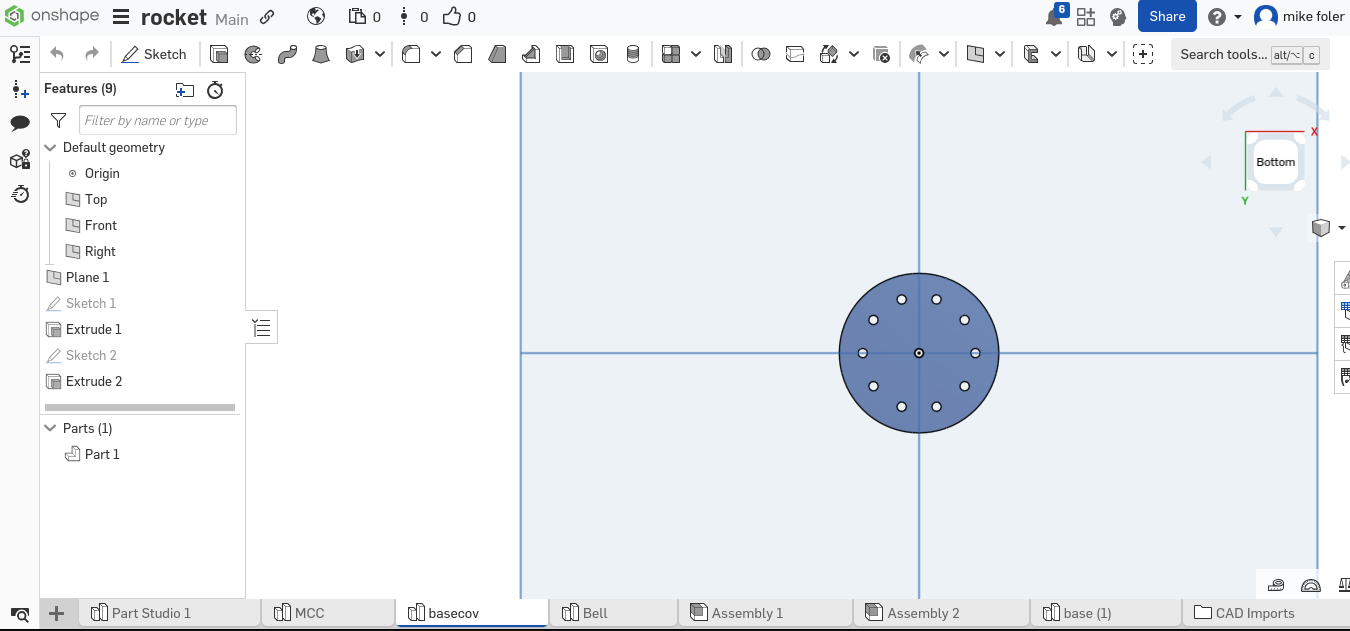 onshape rocket Main 0 0 0 6 Share mike foler
Sketch Search tools... alt/⌥ c
Features (9)
Filter by name or type
Default geometry
Origin
Top
Front
Right
Plane 1
Sketch 1
Extrude 1
Sketch 2
Extrude 2
Parts (1)
Part 1
X
Bottom
Y
Part Studio 1 MCC basecov Bell Assembly 1 Assembly 2 base (1) CAD Imports